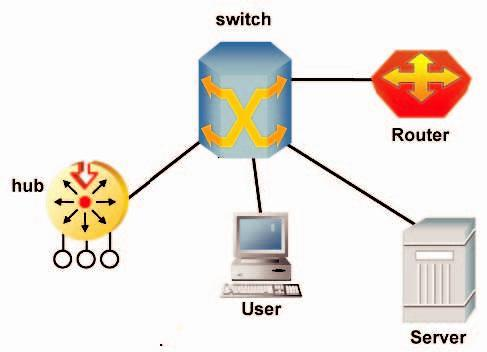 switch
Router
hub
User
Server